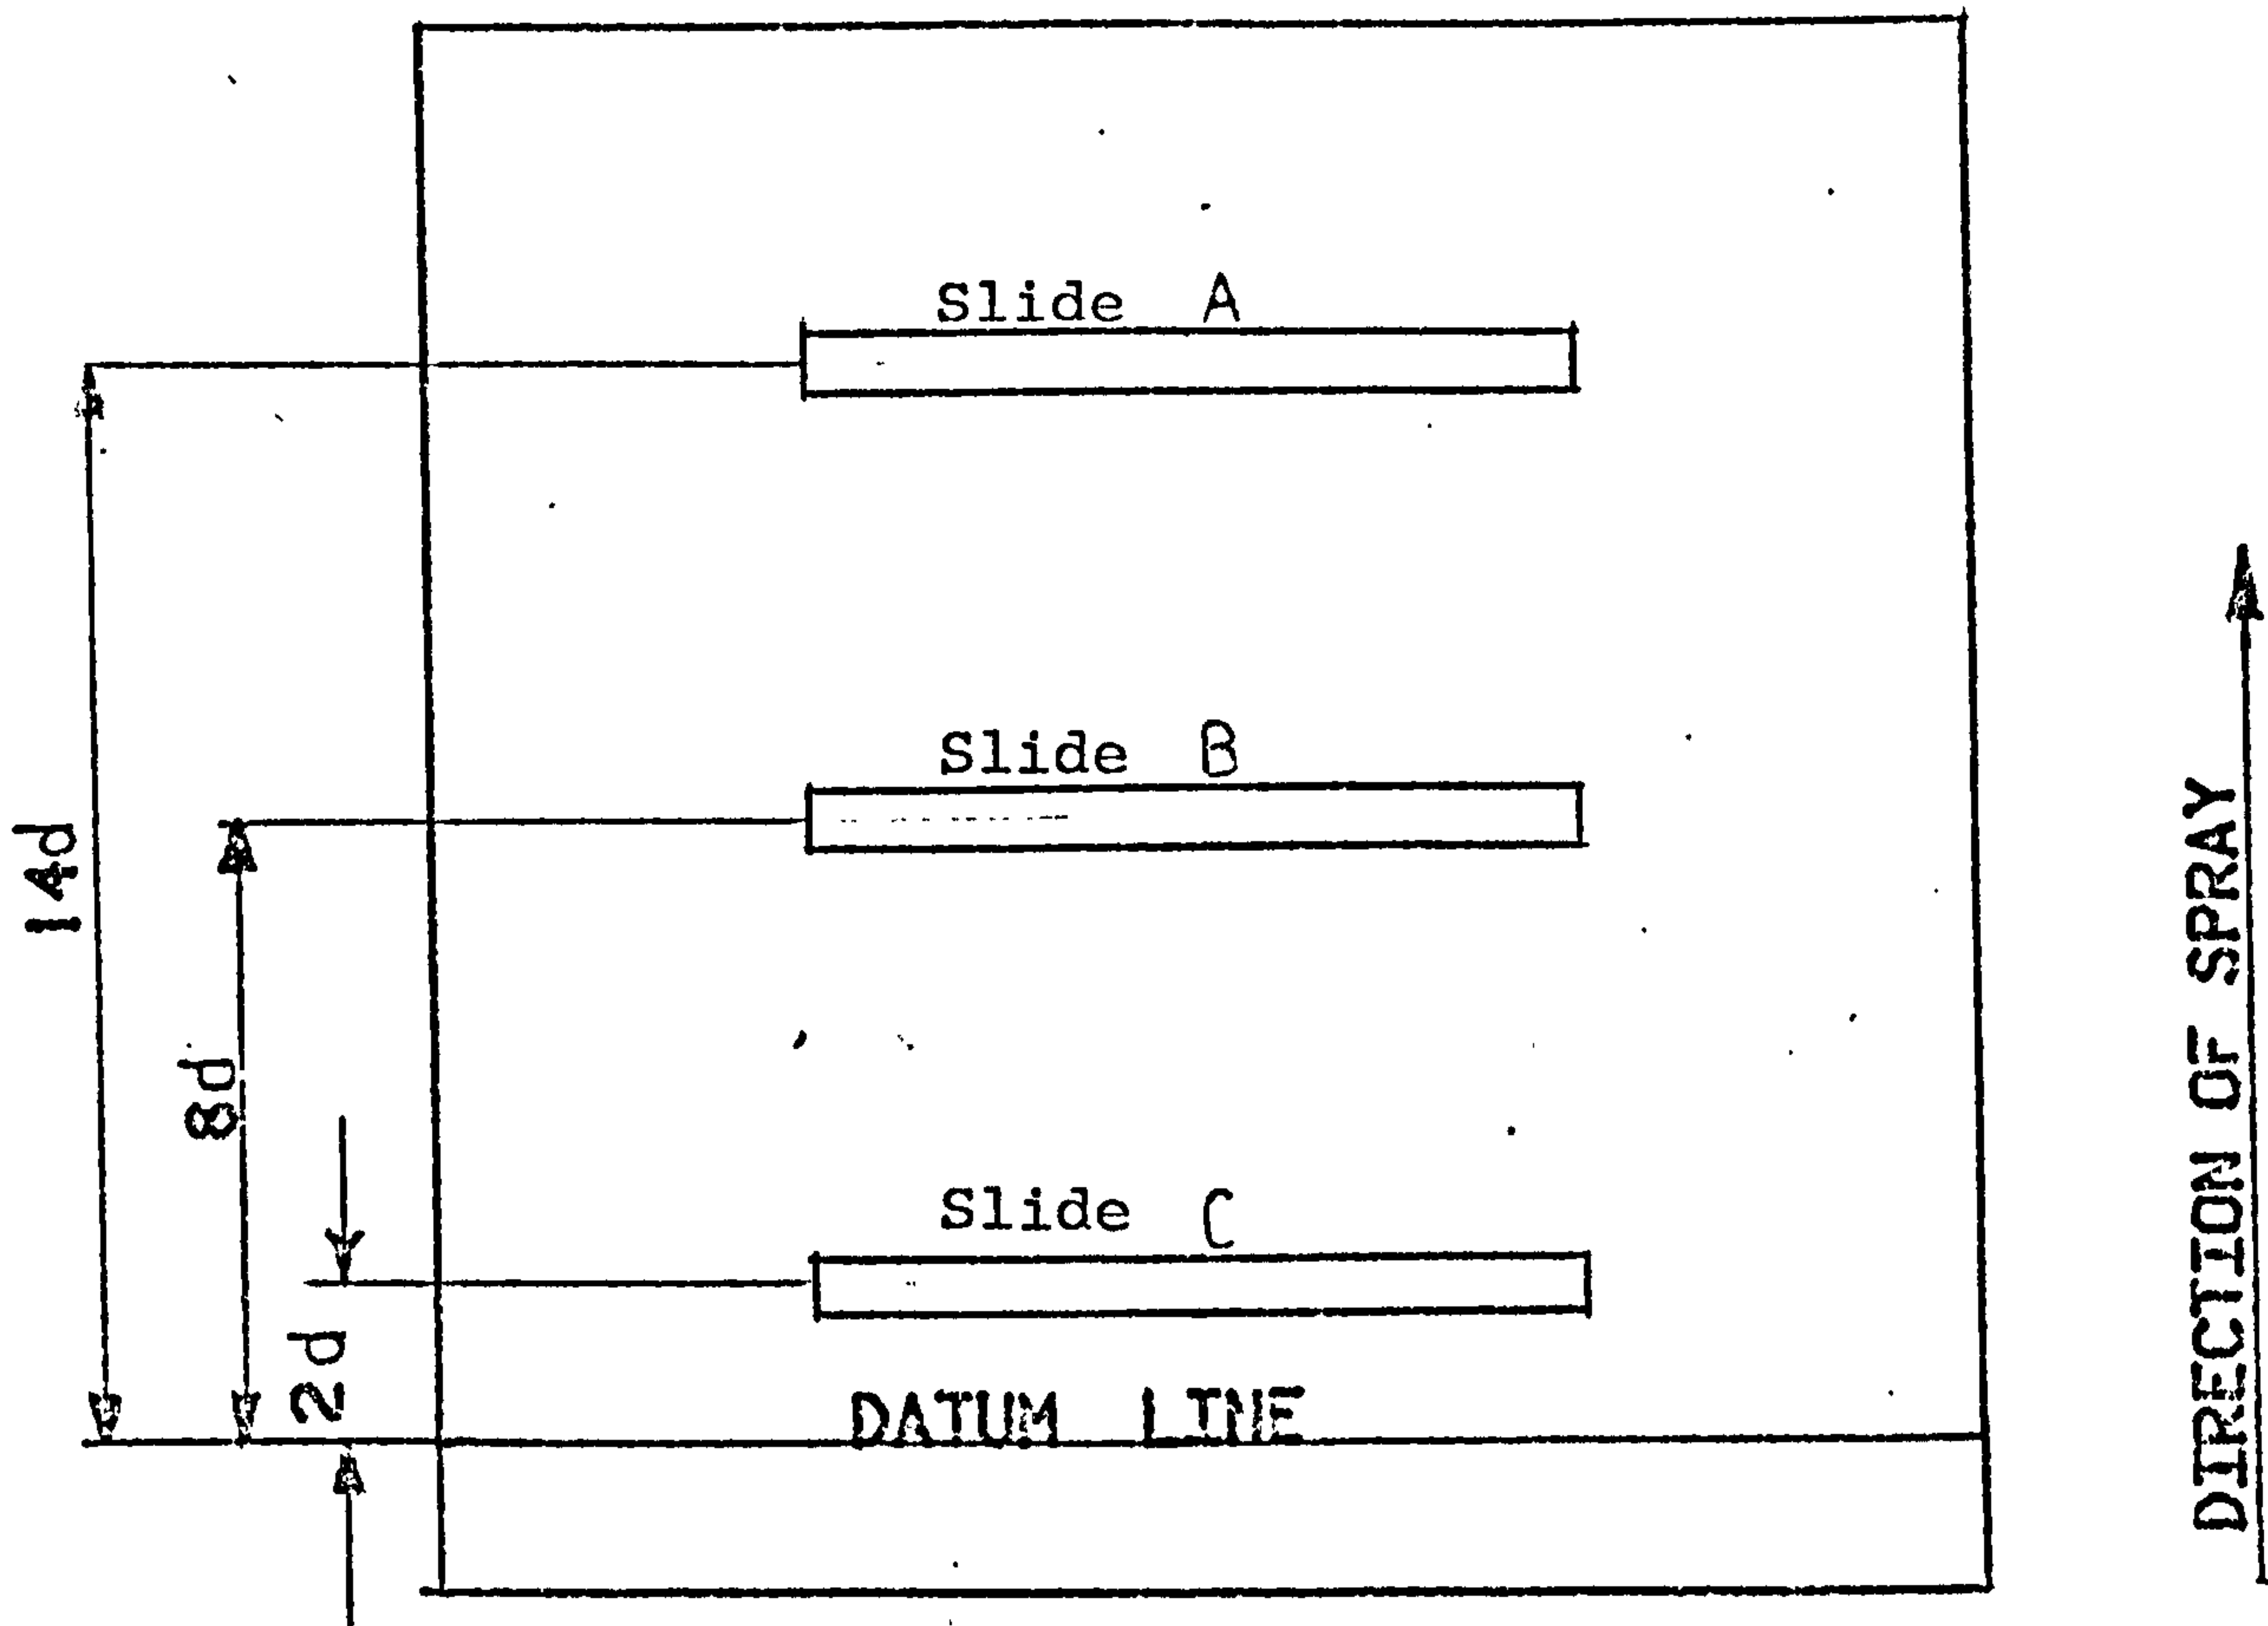 Slide A
Slide B
Slide C
DATUM LINE
14d
8d
2d
DIRECTION OF SPRAY